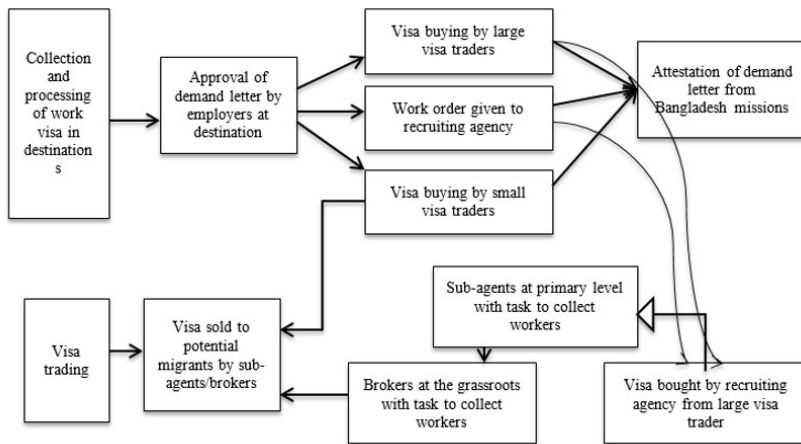 Collection
and
processing
of work
visa in
destination
s
Approval of
demand letter by
employers at
destination
Visa buying by large
visa traders
Work order given to
recruiting agency
Visa buying by small
visa traders
Attestation of demand
letter from
Bangladesh missions
Visa
trading
Visa sold to
potential
migrants by sub-
agents/brokers
Sub-agents at primary
level with task to collect
workers
Brokers at the grassroots
with task to collect
workers
Visa bought by recruiting
agency from large visa
trader